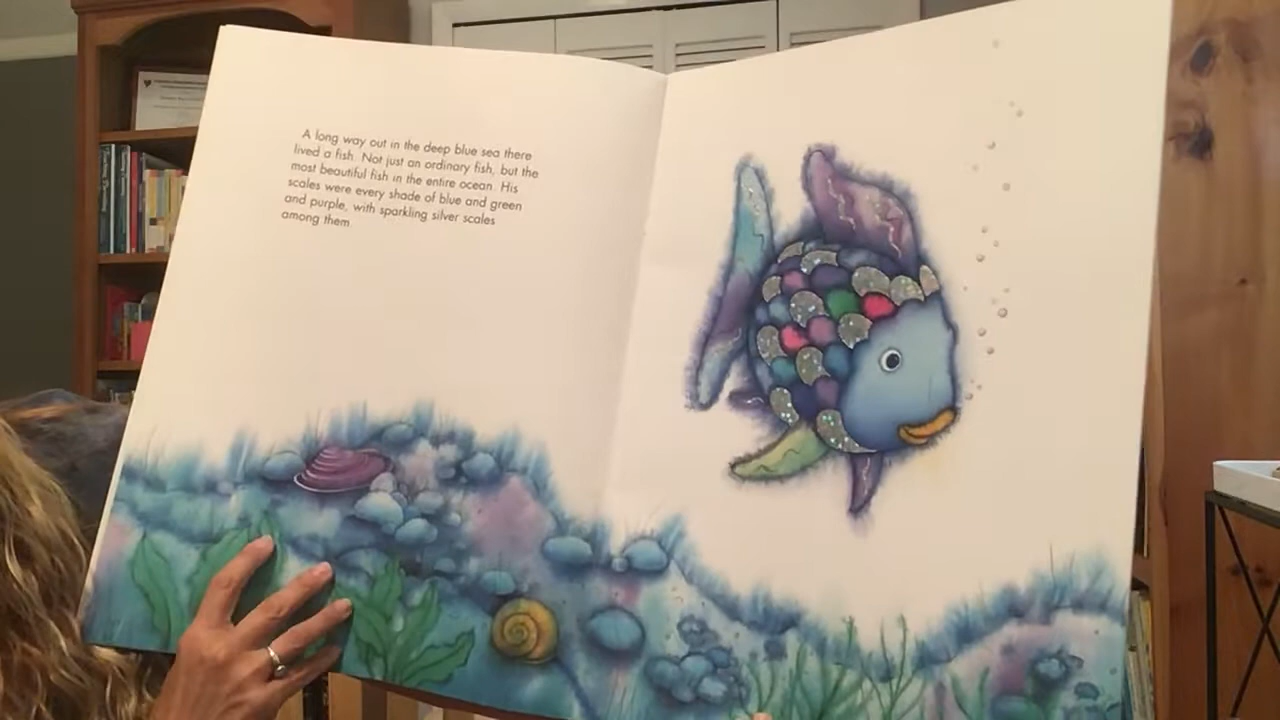 A long way out in the deep blue sea there
lived a fish. Not just an ordinary fish, but the
most beautiful fish in the entire ocean. His
scales were every shade of blue and green
and purple, with sparkling silver scales
among them.